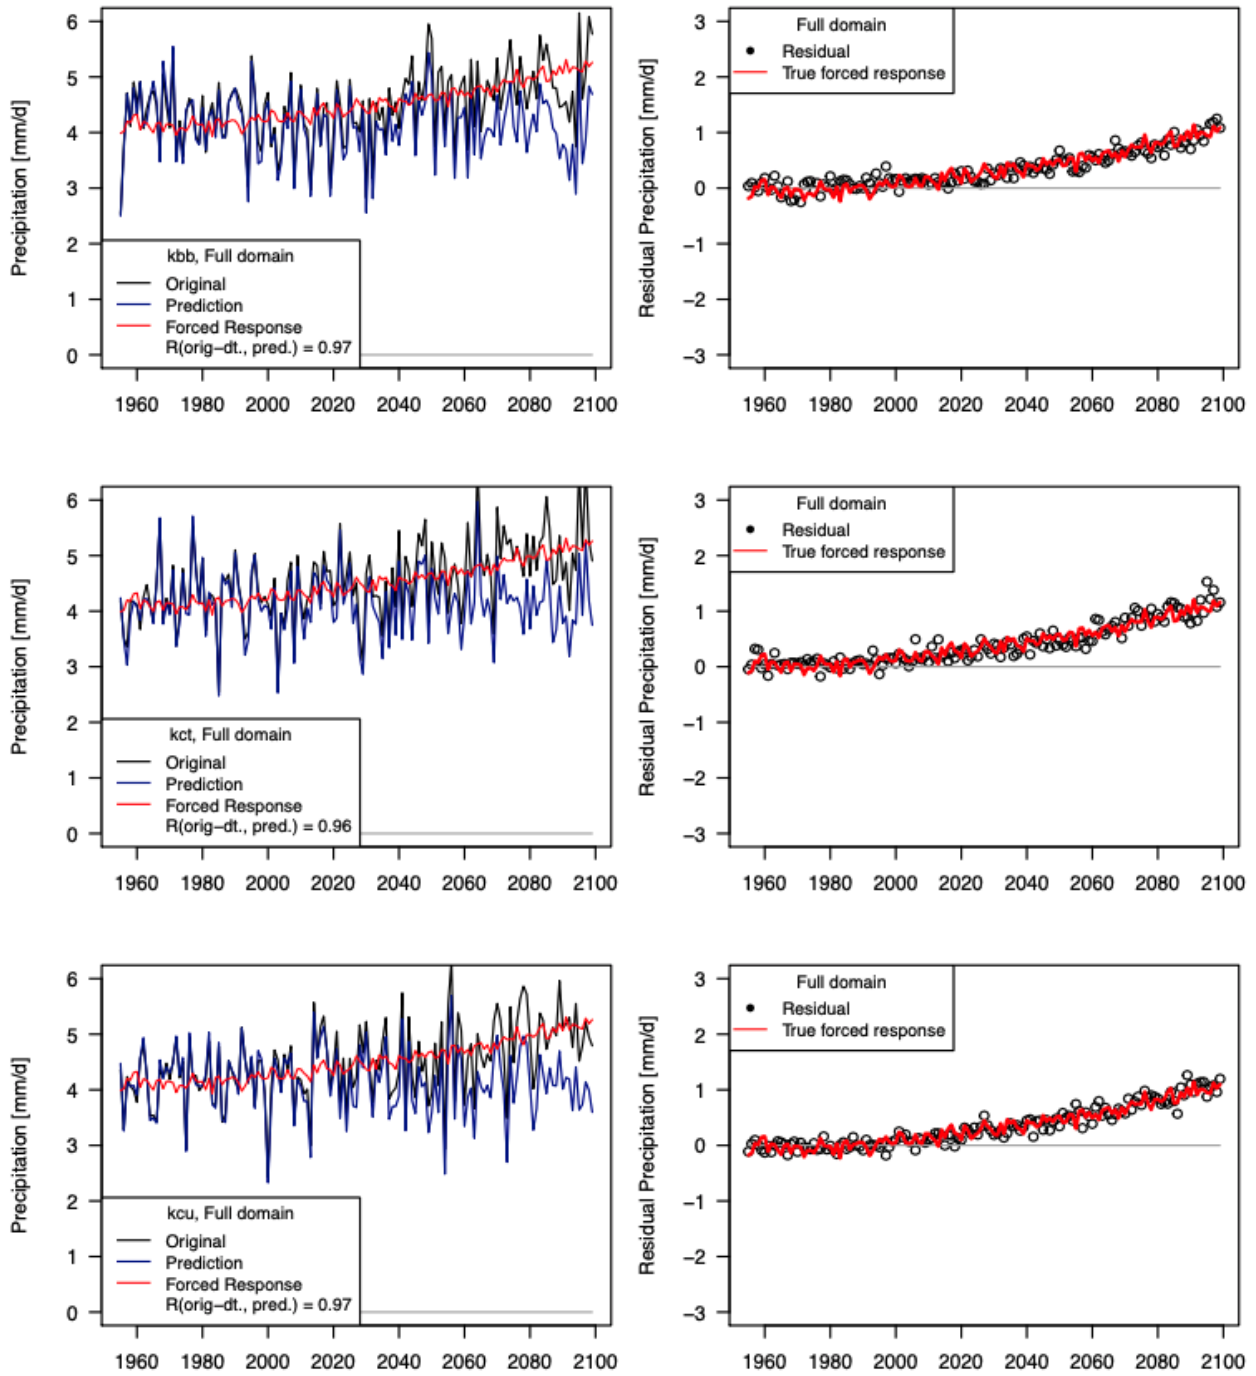 Precipitation [mm/d]
6
5
4
3
2
1
0
kbb, Full domain
Original
Prediction
Forced Response
R(orig−dt., pred.) = 0.97
1960 1980 2000 2020 2040 2060 2080 2100
Residual Precipitation [mm/d]
3
2
1
0
−1
−2
−3
Full domain
Residual
True forced response
1960 1980 2000 2020 2040 2060 2080 2100
Precipitation [mm/d]
6
5
4
3
2
1
0
kct, Full domain
Original
Prediction
Forced Response
R(orig−dt., pred.) = 0.96
1960 1980 2000 2020 2040 2060 2080 2100
Residual Precipitation [mm/d]
3
2
1
0
−1
−2
−3
Full domain
Residual
True forced response
1960 1980 2000 2020 2040 2060 2080 2100
Precipitation [mm/d]
6
5
4
3
2
1
0
kcu, Full domain
Original
Prediction
Forced Response
R(orig−dt., pred.) = 0.97
1960 1980 2000 2020 2040 2060 2080 2100
Residual Precipitation [mm/d]
3
2
1
0
−1
−2
−3
Full domain
Residual
True forced response
1960 1980 2000 2020 2040 2060 2080 2100